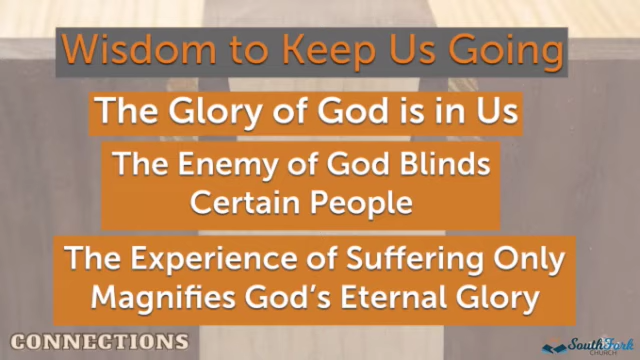 Wisdom to Keep Us Going
The Glory of God is in Us
The Enemy of God Blinds
Certain People
The Experience of Suffering Only
Magnifies God's Eternal Glory
CONNECTIONS
SouthFork
CHURCH